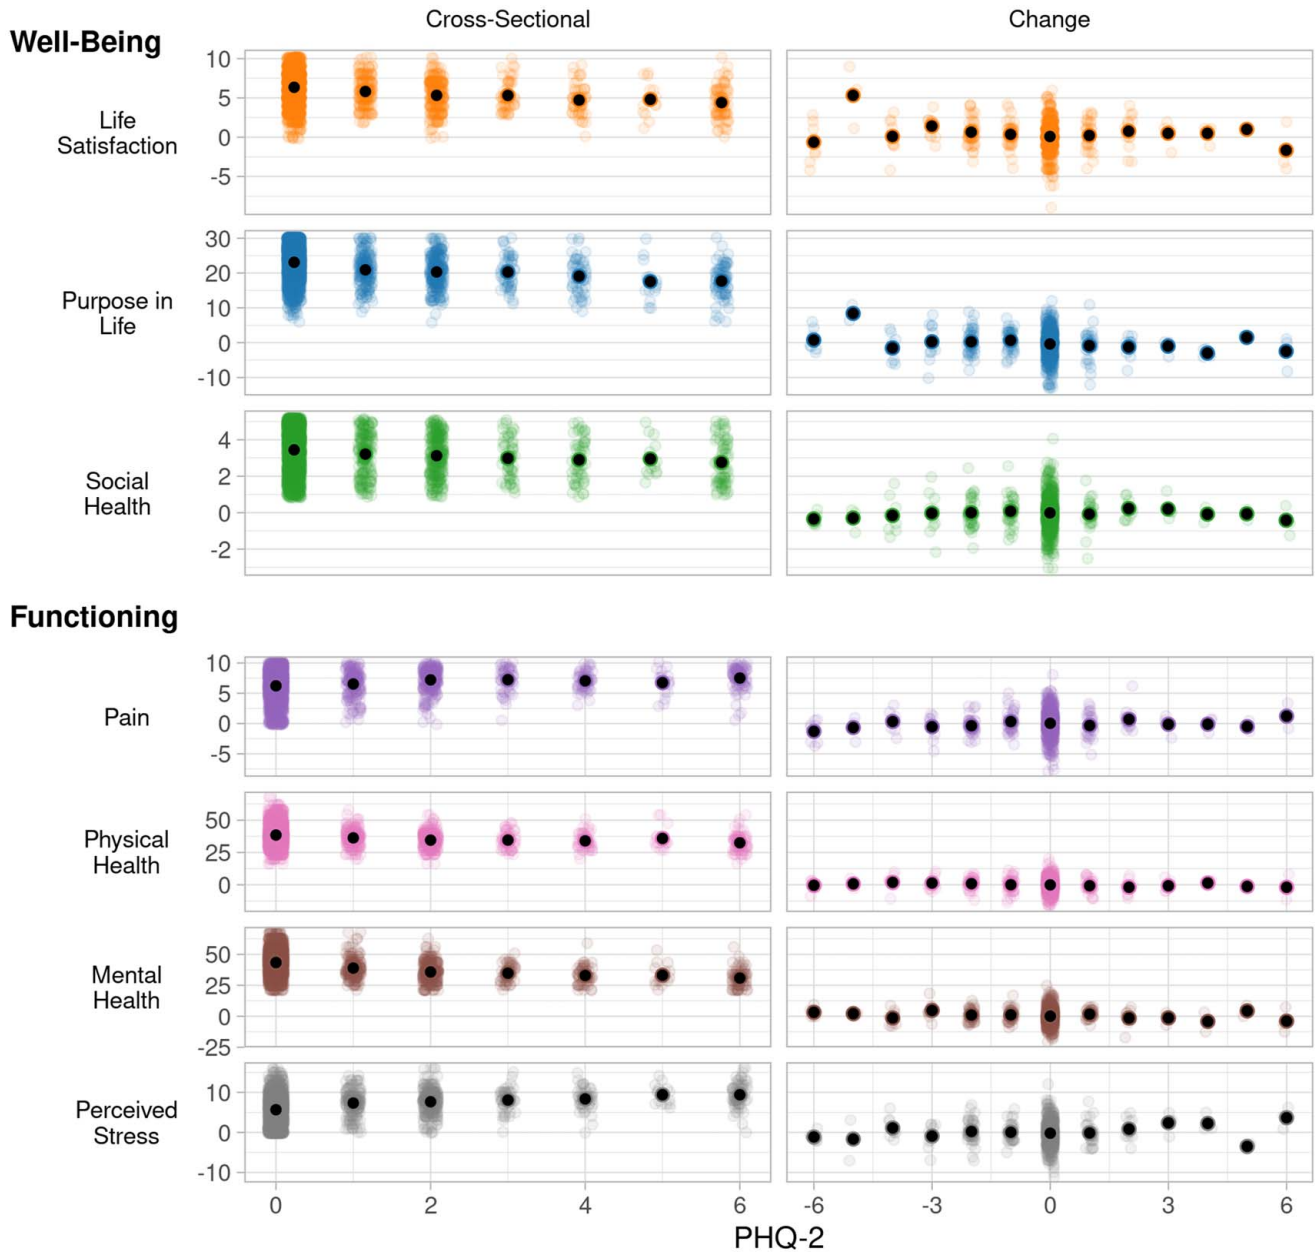 Cross-Sectional
Change
Well-Being
10
5
0
-5
Life
Satisfaction
30
20
10
0
-10
Purpose in
Life
4
2
0
-2
Social
Health
Functioning
10
5
0
-5
Pain
50
25
0
Physical
Health
50
25
0
-25
Mental
Health
10
0
-10
Perceived
Stress
0 2 4 6
-6 -3 0 3 6
PHQ-2